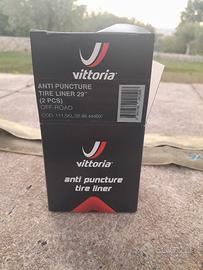 vittoria
ANTI PUNCTURE
TIRE LINER 29"
(2 PCS)
OFF-ROAD
vittoria
anti puncture
tire liner